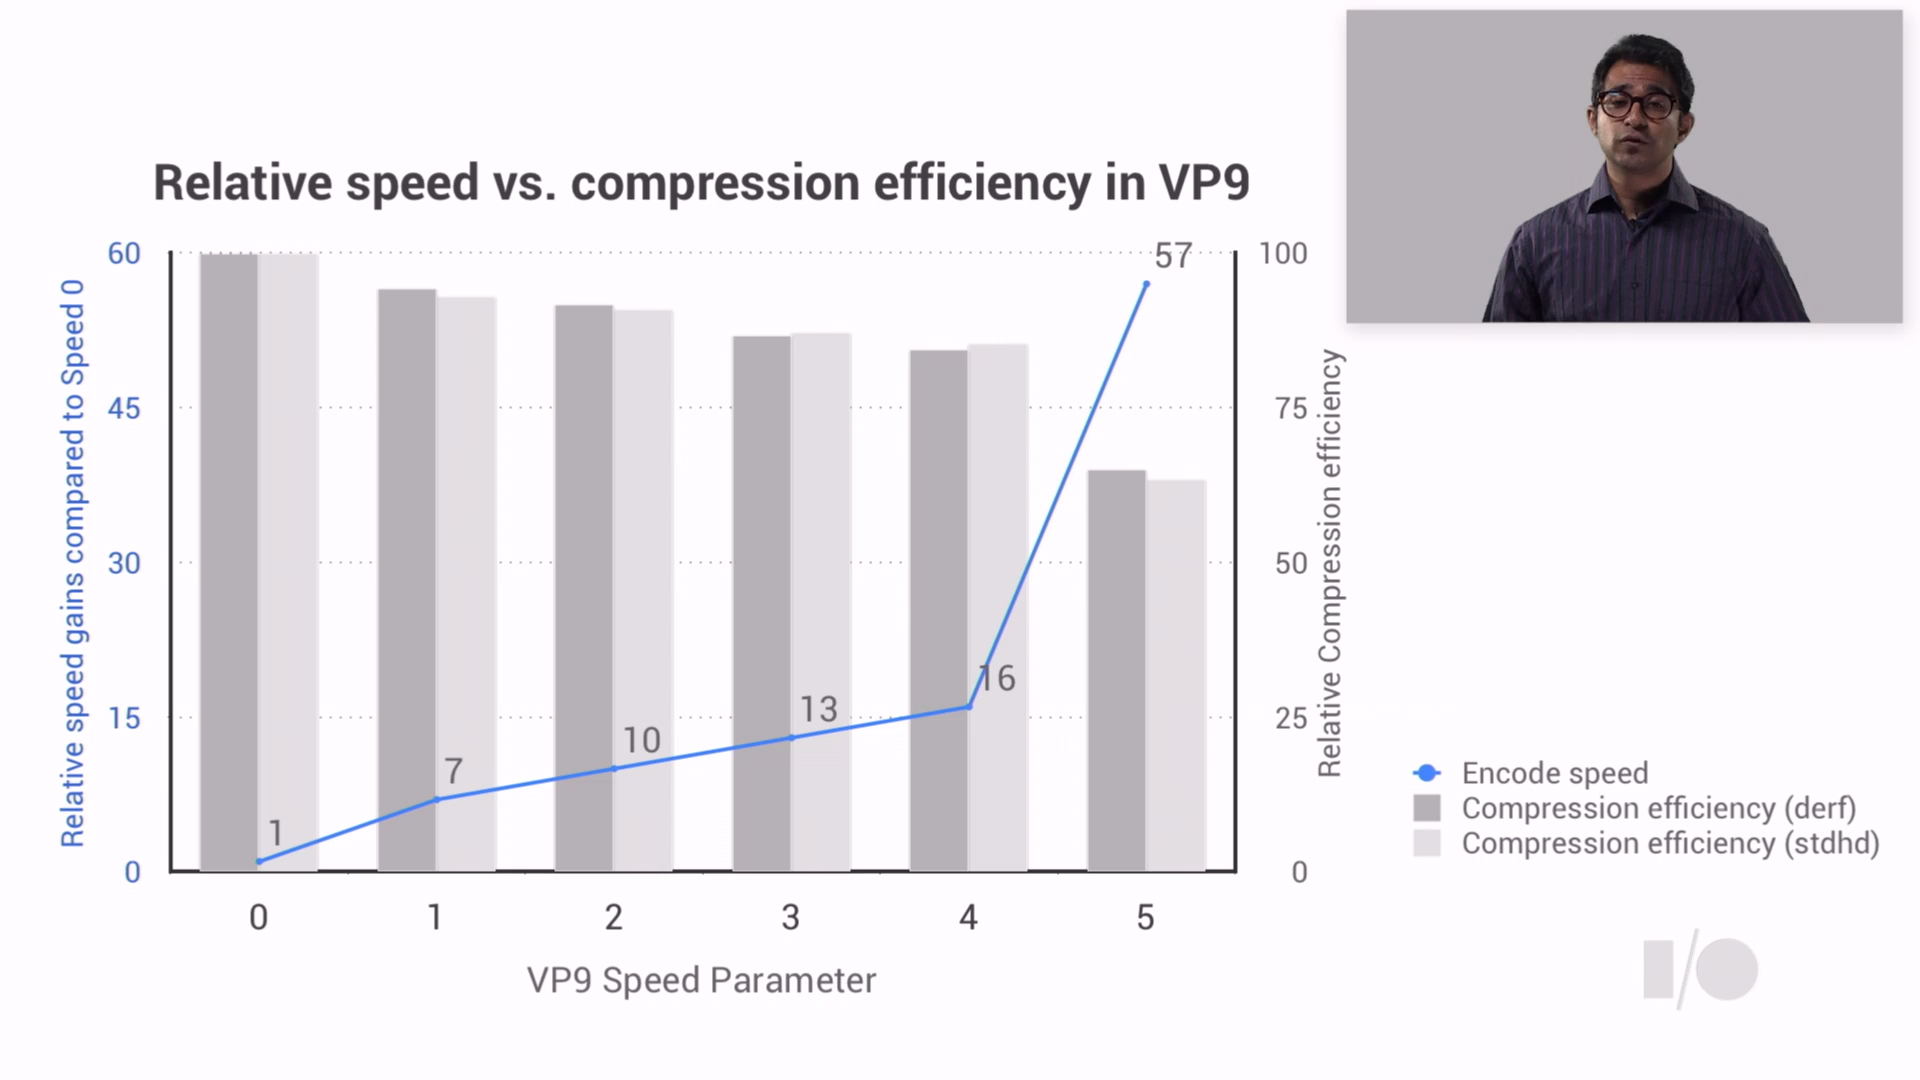 Relative speed vs. compression efficiency in VP9
Relative speed gains compared to Speed 0
60
45
30
15
0
1
7
10
13
16
57
100
75
50
25
0
Relative Compression efficiency
0 1 2 3 4 5
VP9 Speed Parameter
Encode speed
Compression efficiency (derf)
Compression efficiency (stdhd)
I/O